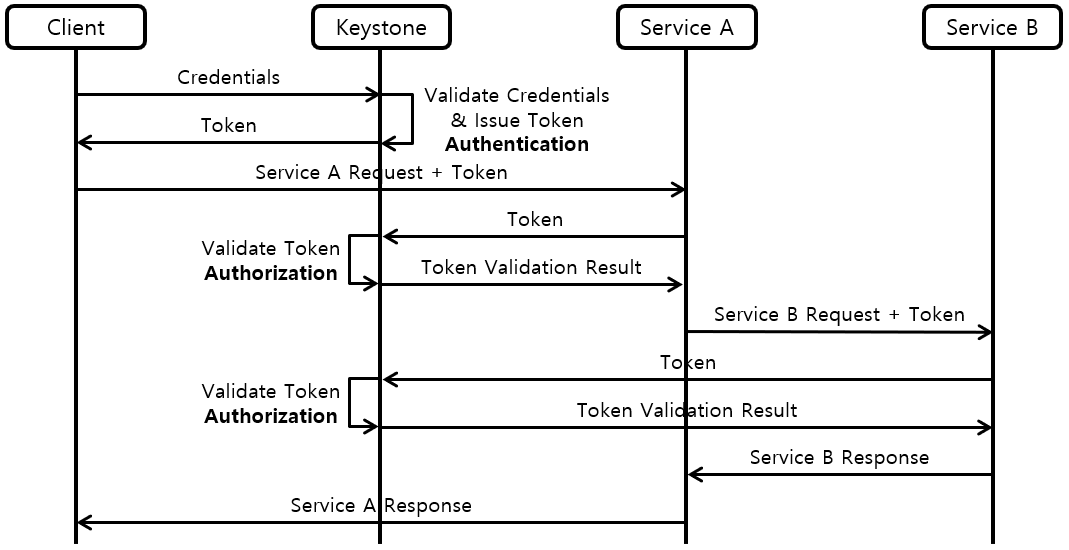 Client
Keystone
Service A
Service B
Credentials
Validate Credentials
& Issue Token
Authentication
Token
Service A Request + Token
Token
Validate Token
Authorization
Token Validation Result
Service B Request + Token
Token
Validate Token
Authorization
Token Validation Result
Service B Response
Service A Response